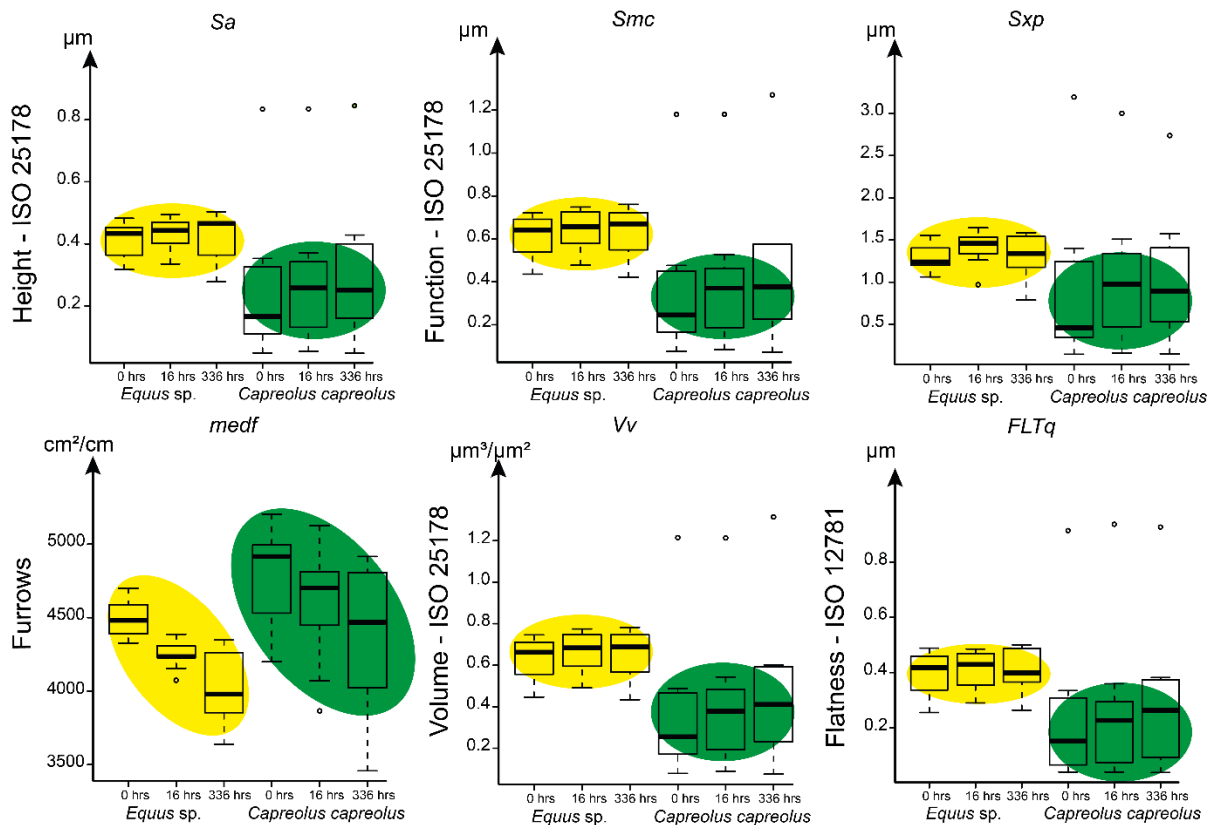 Sa
µm
Height - ISO 25178
0.8
0.6
0.4
0.2
0 hrs 16 hrs 336 hrs 0 hrs 16 hrs 336 hrs
Equus sp. Capreolus capreolus
Smc
µm
Function - ISO 25178
1.2
1.0
0.8
0.6
0.4
0.2
0 hrs 16 hrs 336 hrs 0 hrs 16 hrs 336 hrs
Equus sp. Capreolus capreolus
Sxp
µm
Height - ISO 25178
3.0
2.5
2.0
1.5
1.0
0.5
0 hrs 16 hrs 336 hrs 0 hrs 16 hrs 336 hrs
Equus sp. Capreolus capreolus
medf
cm²/cm
Furrows
5000
4500
4000
3500
0 hrs 16 hrs 336 hrs 0 hrs 16 hrs 336 hrs
Equus sp. Capreolus capreolus
Vv
µm³/µm²
Volume - ISO 25178
1.2
1.0
0.8
0.6
0.4
0.2
0 hrs 16 hrs 336 hrs 0 hrs 16 hrs 336 hrs
Equus sp. Capreolus capreolus
FLTq
µm
Flatness - ISO 12781
0.8
0.6
0.4
0.2
0 hrs 16 hrs 336 hrs 0 hrs 16 hrs 336 hrs
Equus sp. Capreolus capreolus